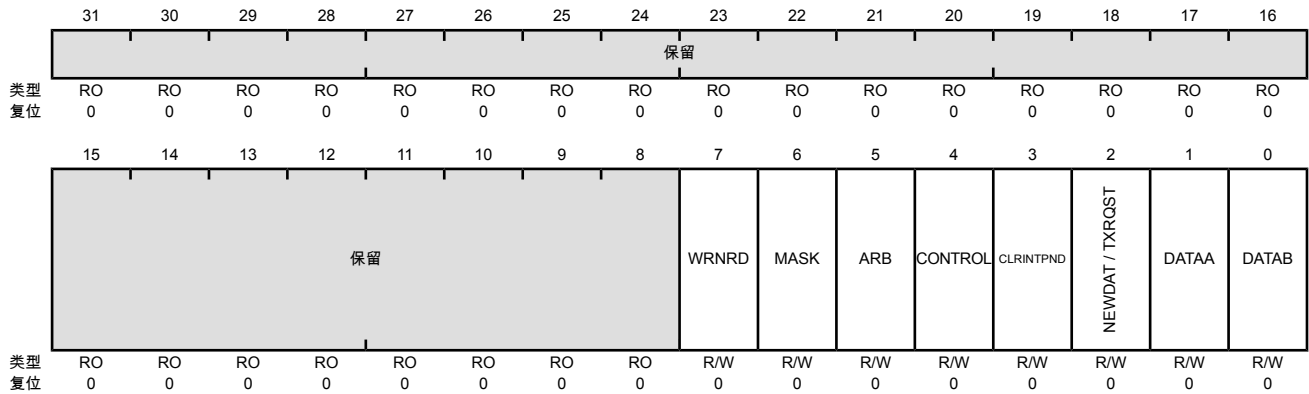 31 30 29 28 27 26 25 24 23 22 21 20 19 18 17 16
保留
类型 RO RO RO RO RO RO RO RO RO RO RO RO RO RO RO RO
复位 0 0 0 0 0 0 0 0 0 0 0 0 0 0 0 0
15 14 13 12 11 10 9 8 7 6 5 4 3 2 1 0
保留 WRNRD MASK ARB CONTROL CLRINTPND NEWDAT / TXRQST DATAA DATAB
类型 RO RO RO RO RO RO RO RO R/W R/W R/W R/W R/W R/W R/W R/W
复位 0 0 0 0 0 0 0 0 0 0 0 0 0 0 0 0